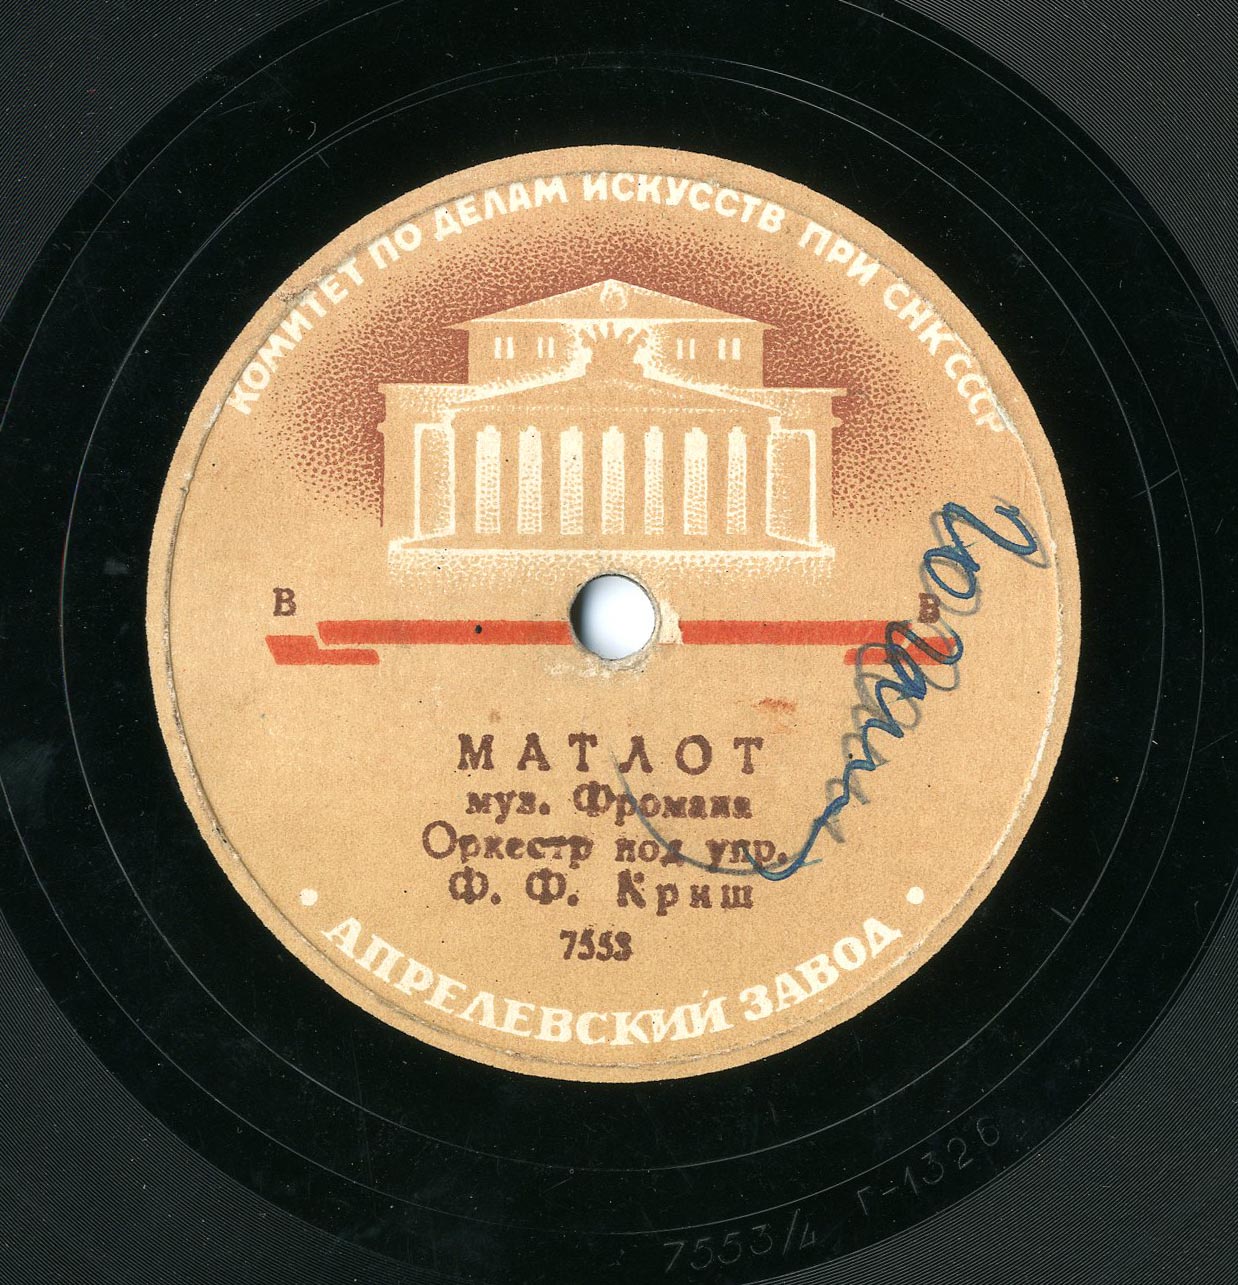 КОМИТЕТ ПО ДЕЛАМ ИСКУССТВ ПРИ СНК СССР
В В
МАТЛОТ
муз. Фромана
Оркестр под упр.
Ф. Ф. Криш
7553
• АПРЕЛЕВСКИЙ ЗАВОД •
7553/4 Г-1326